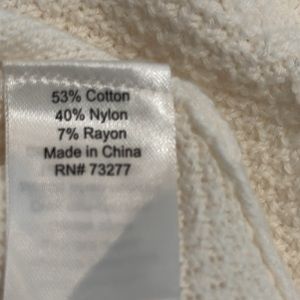 53% Cotton
40% Nylon
7% Rayon
Made in China
RN# 73277